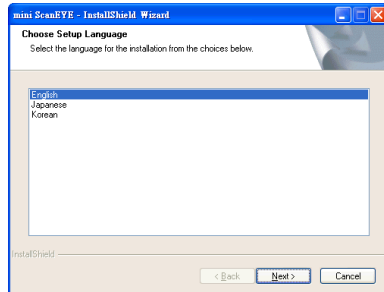 mini ScanEYE - InstallShield Wizard
Choose Setup Language
Select the language for the installation from the choices below.
English
Japanese
Korean
InstallShield
< Back
Next >
Cancel